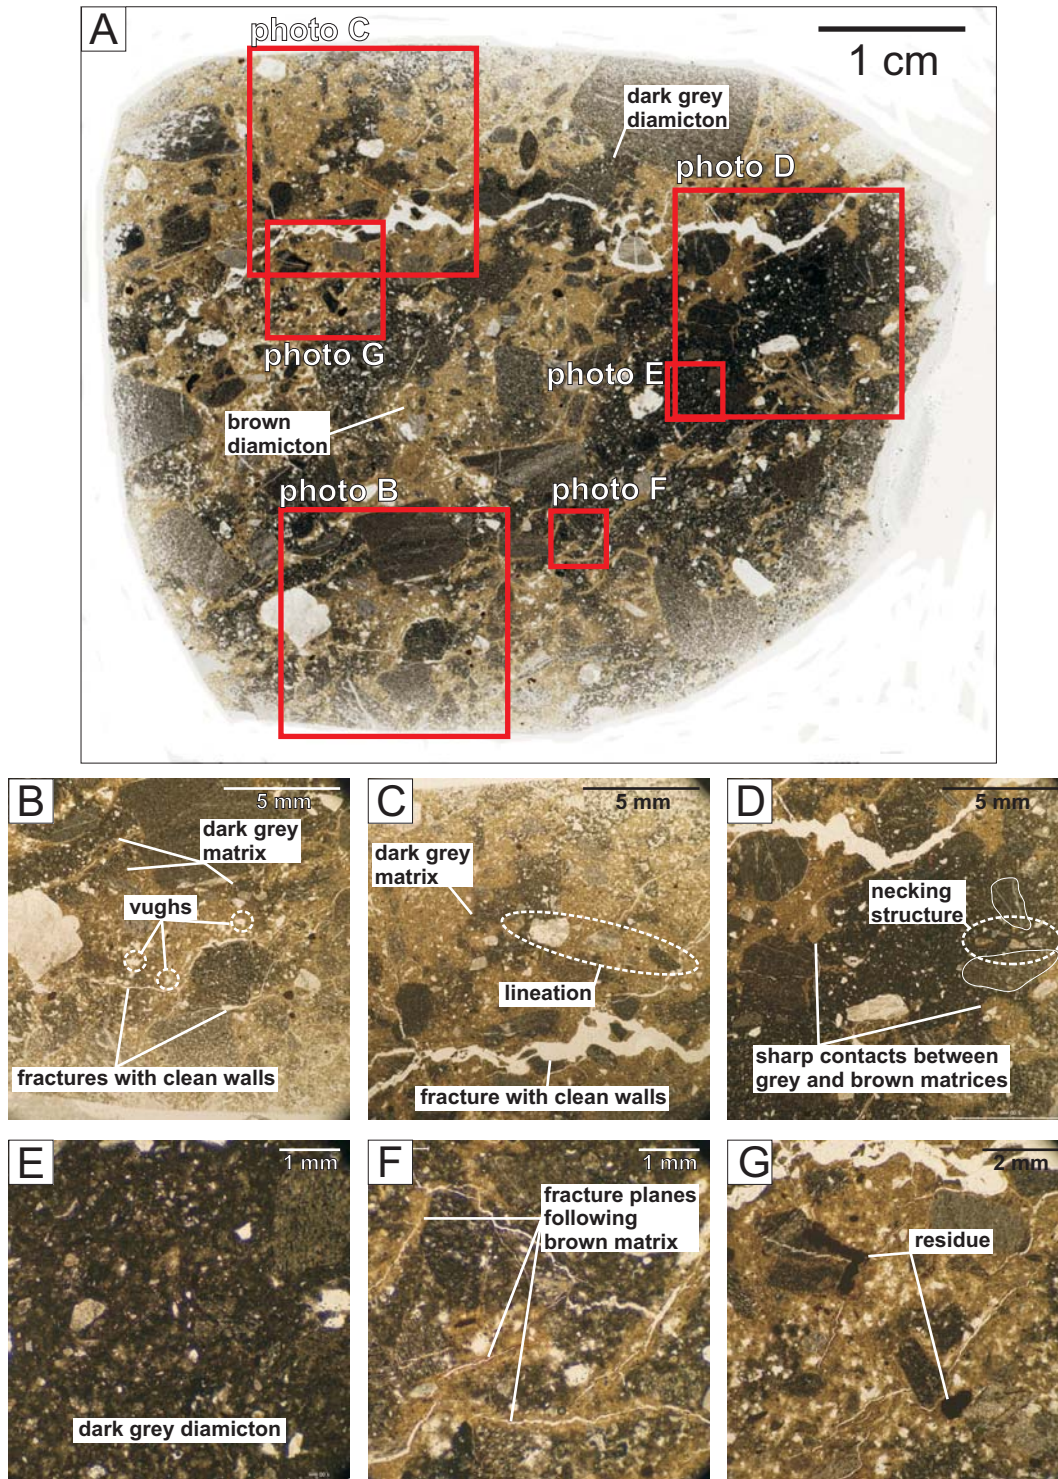 A
photo C
1 cm
dark grey
diamicton
photo D
photo G
photo E
brown
diamicton
photo B
photo F
B
5 mm
dark grey
matrix
vughs
fractures with clean walls
C
5 mm
dark grey
matrix
lineation
fracture with clean walls
D
5 mm
necking
structure
sharp contacts between
grey and brown matrices
E
1 mm
dark grey diamicton
F
1 mm
fracture planes
following
brown matrix
G
2 mm
residue